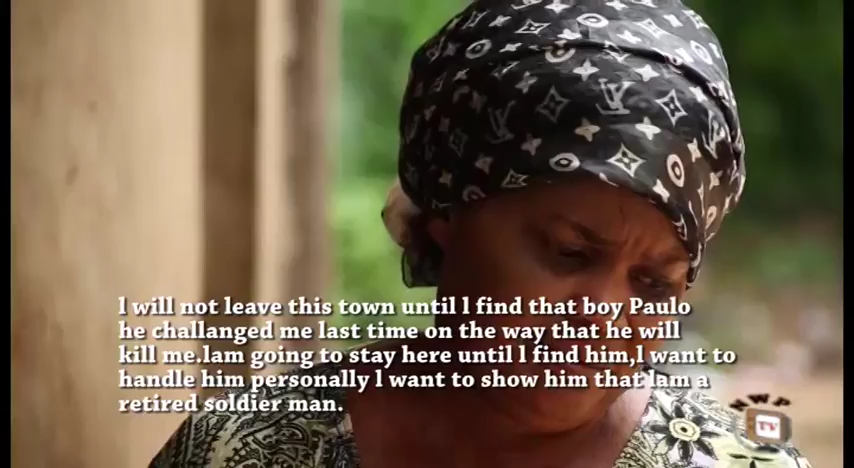 l will not leave this town until l find that boy Paulo
he challanged me last time on the way that he will
kill me.lam going to stay here until l find him,l want to
handle him personally l want to show him that lam a
retired soldier man.
NWP
TV